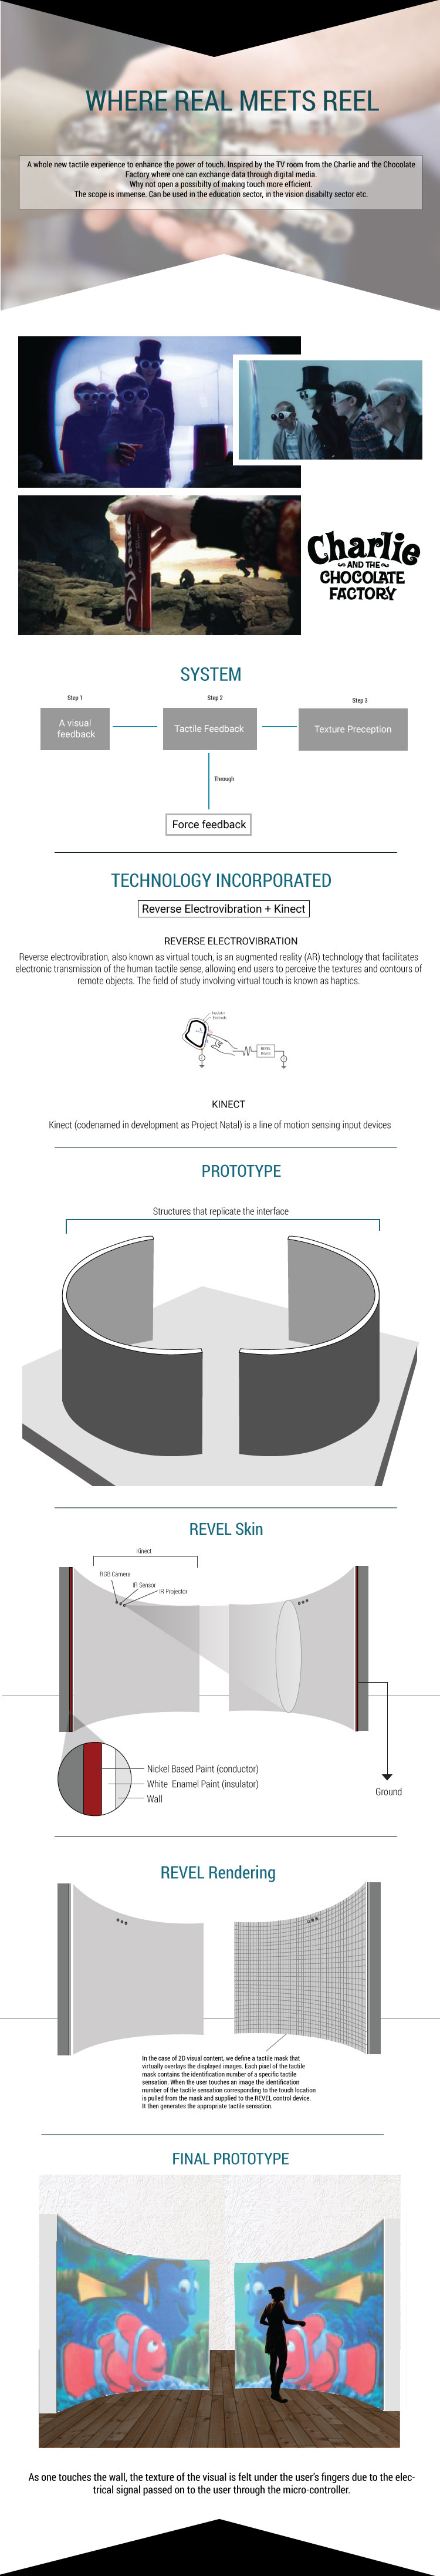 WHERE REAL MEETS REEL
A whole new tactile experience to enhance the power of touch. Inspired by the TV room from the Charlie and the Chocolate
Factory where one can exchange data through digital media.
Why not open a possibilty of making touch more efficient.
The scope is immense. Can be used in the education sector, in the vision disabilty sector etc.
Wonka
Charlie
AND THE
CHOCOLATE
FACTORY
SYSTEM
Step 1
Step 2
Step 3
A visual
feedback
Tactile Feedback
Texture Preception
Through
Force feedback
TECHNOLOGY INCORPORATED
Reverse Electrovibration + Kinect
REVERSE ELECTROVIBRATION
Reverse electrovibration, also known as virtual touch, is an augmented reality (AR) technology that facilitates
electronic transmission of the human tactile sense, allowing end users to perceive the textures and contours of
remote objects. The field of study involving virtual touch is known as haptics.
KINECT
Kinect (codenamed in development as Project Natal) is a line of motion sensing input devices
PROTOTYPE
Structures that replicate the interface
REVEL Skin
Kinect
RGB Camera
IR Sensor
IR Projector
Nickel Based Paint (conductor)
White Enamel Paint (insulator)
Wall
Ground
REVEL Rendering
In the case of 2D visual content, we define a tactile mask that
virtually overlays the displayed images. Each pixel of the tactile
mask contains the identification number of a specific tactile
sensation. When the user touches an image the identification
number of the tactile sensation corresponding to the touch location
is pulled from the mask and supplied to the REVEL control device.
It then generates the appropriate tactile sensation.
FINAL PROTOTYPE
As one touches the wall, the texture of the visual is felt under the user's fingers due to the elec-
trical signal passed on to the user through the micro-controller.